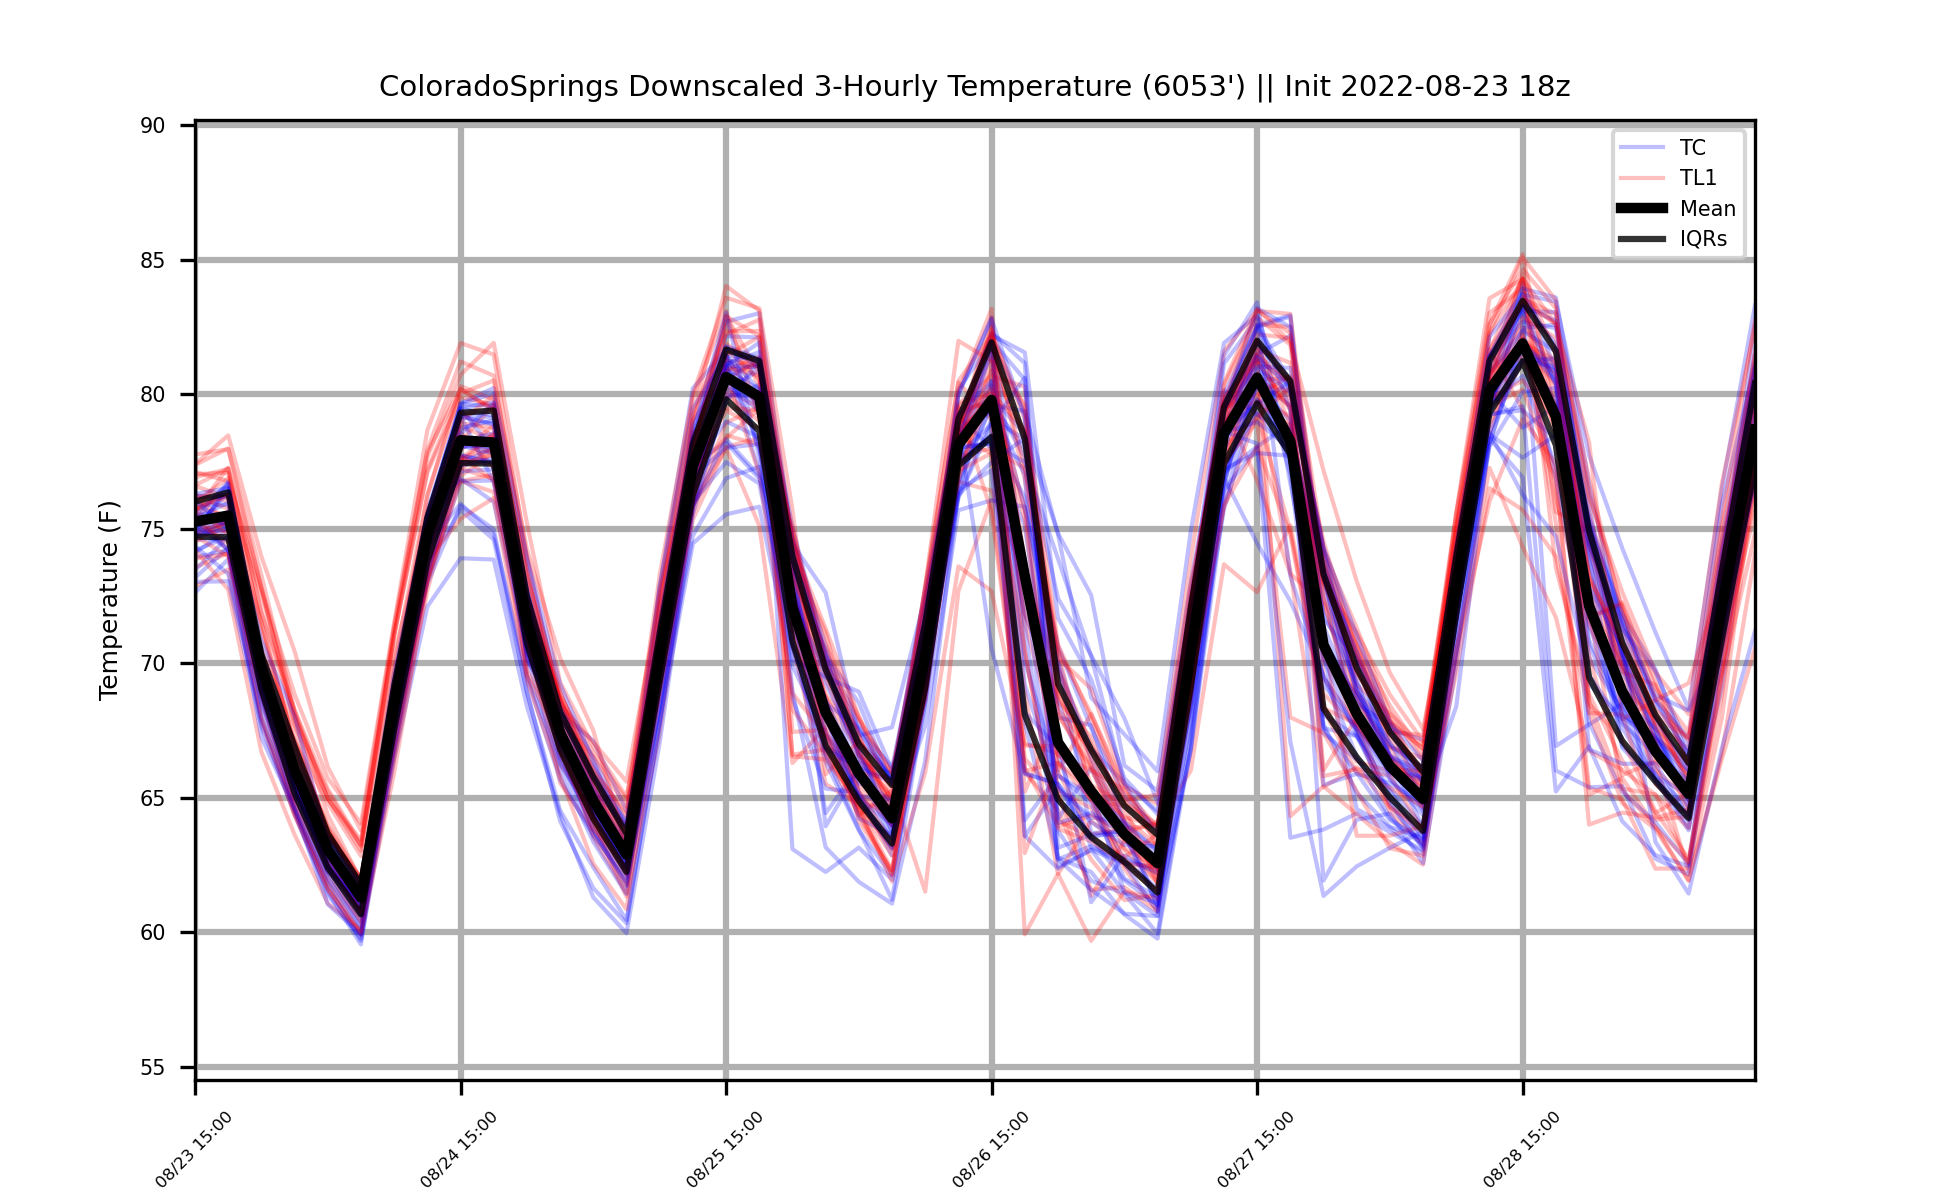 ColoradoSprings Downscaled 3-Hourly Temperature (6053') || Init 2022-08-23 18z
TC
TL1
Mean
IQRs
Temperature (F)
90
85
80
75
70
65
60
55
08/23 15:00
08/24 15:00
08/25 15:00
08/26 15:00
08/27 15:00
08/28 15:00